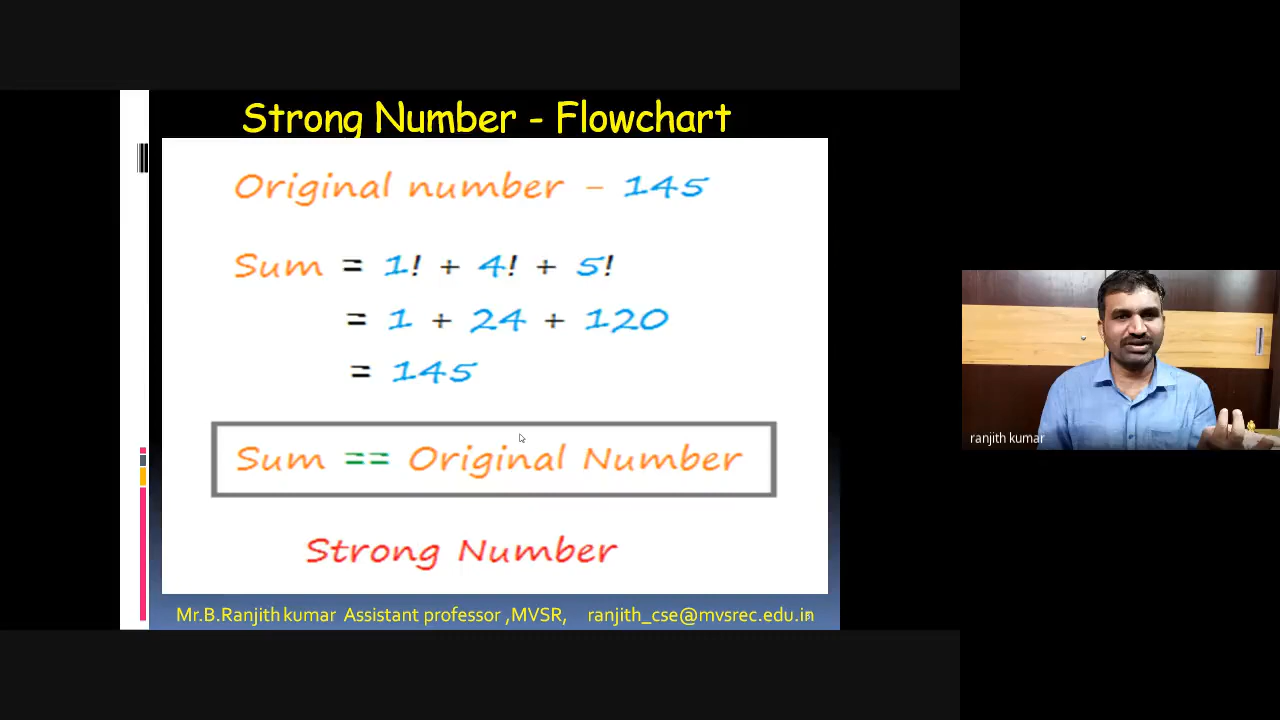 Strong Number - Flowchart
Original number - 145
Sum = 1! + 4! + 5!
= 1 + 24 + 120
= 145
Sum == Original Number
Strong Number
Mr.B.Ranjith kumar Assistant professor ,MVSR, ranjith_cse@mvsrec.edu.in
ranjith kumar